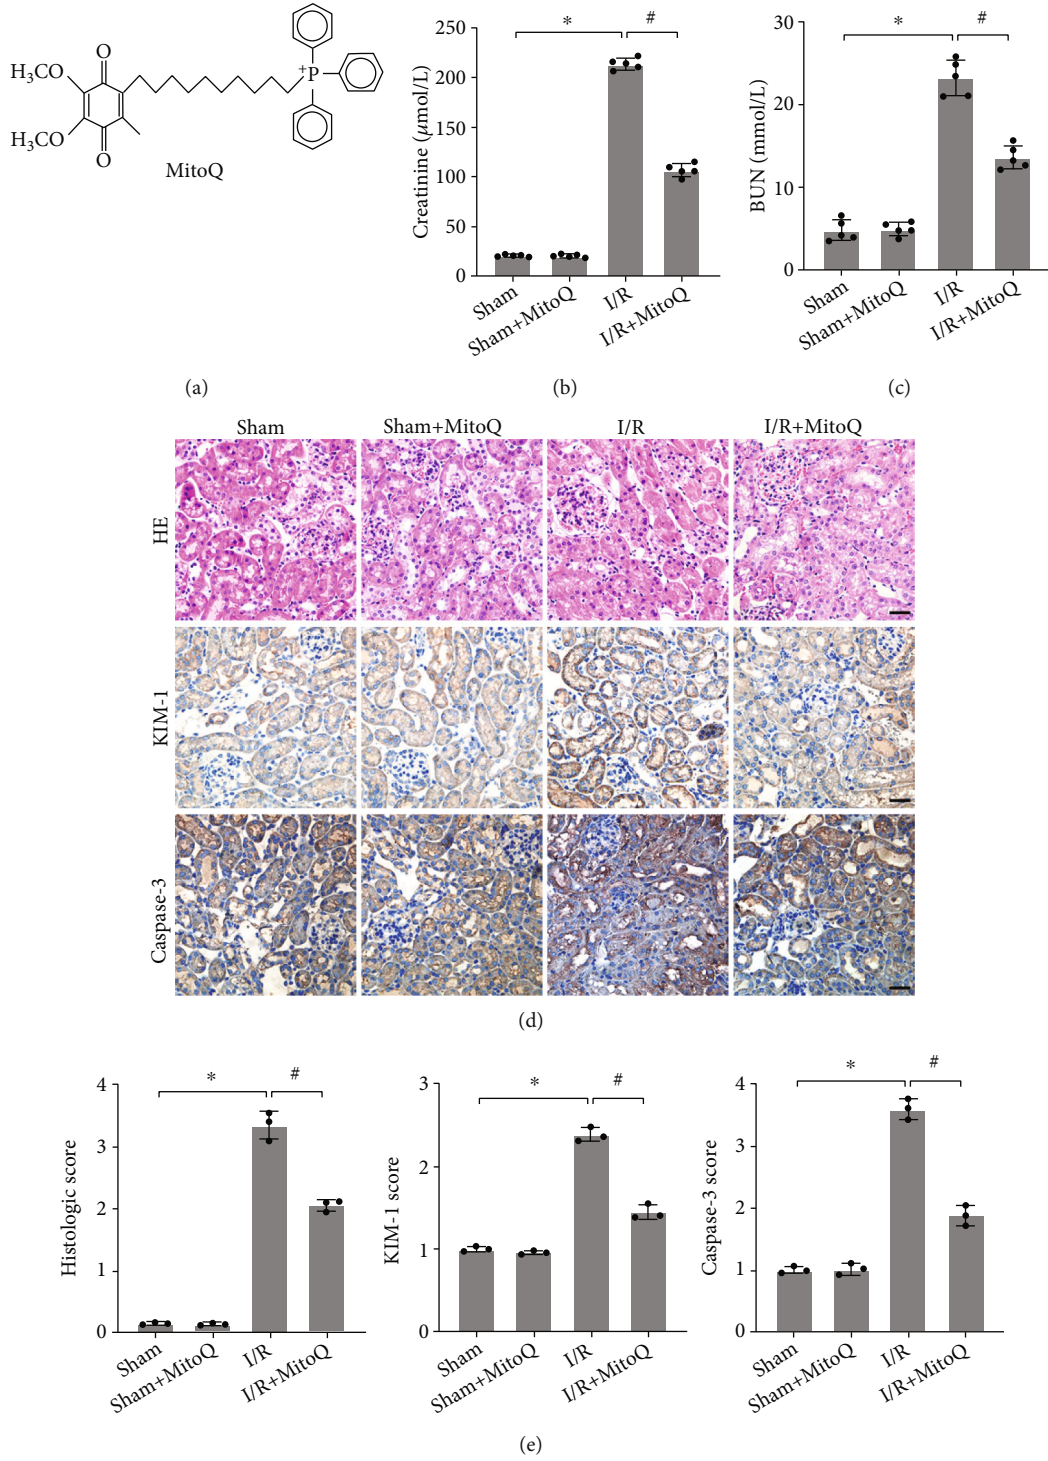 O
H₃CO
H₃CO
O
+P
MitoQ
(a)
Creatinine (μmol/L)
250
200
150
100
50
0
* #
Sham
Sham+MitoQ
I/R
I/R+MitoQ
(b)
BUN (mmol/L)
30
20
10
0
* #
Sham
Sham+MitoQ
I/R
I/R+MitoQ
(c)
Sham Sham+MitoQ I/R I/R+MitoQ
HE
KIM-1
Caspase-3
(d)
Histologic score
4
3
2
1
0
* #
Sham
Sham+MitoQ
I/R
I/R+MitoQ
KIM-1 score
3
2
1
0
* #
Sham
Sham+MitoQ
I/R
I/R+MitoQ
Caspase-3 score
4
3
2
1
0
* #
Sham
Sham+MitoQ
I/R
I/R+MitoQ
(e)